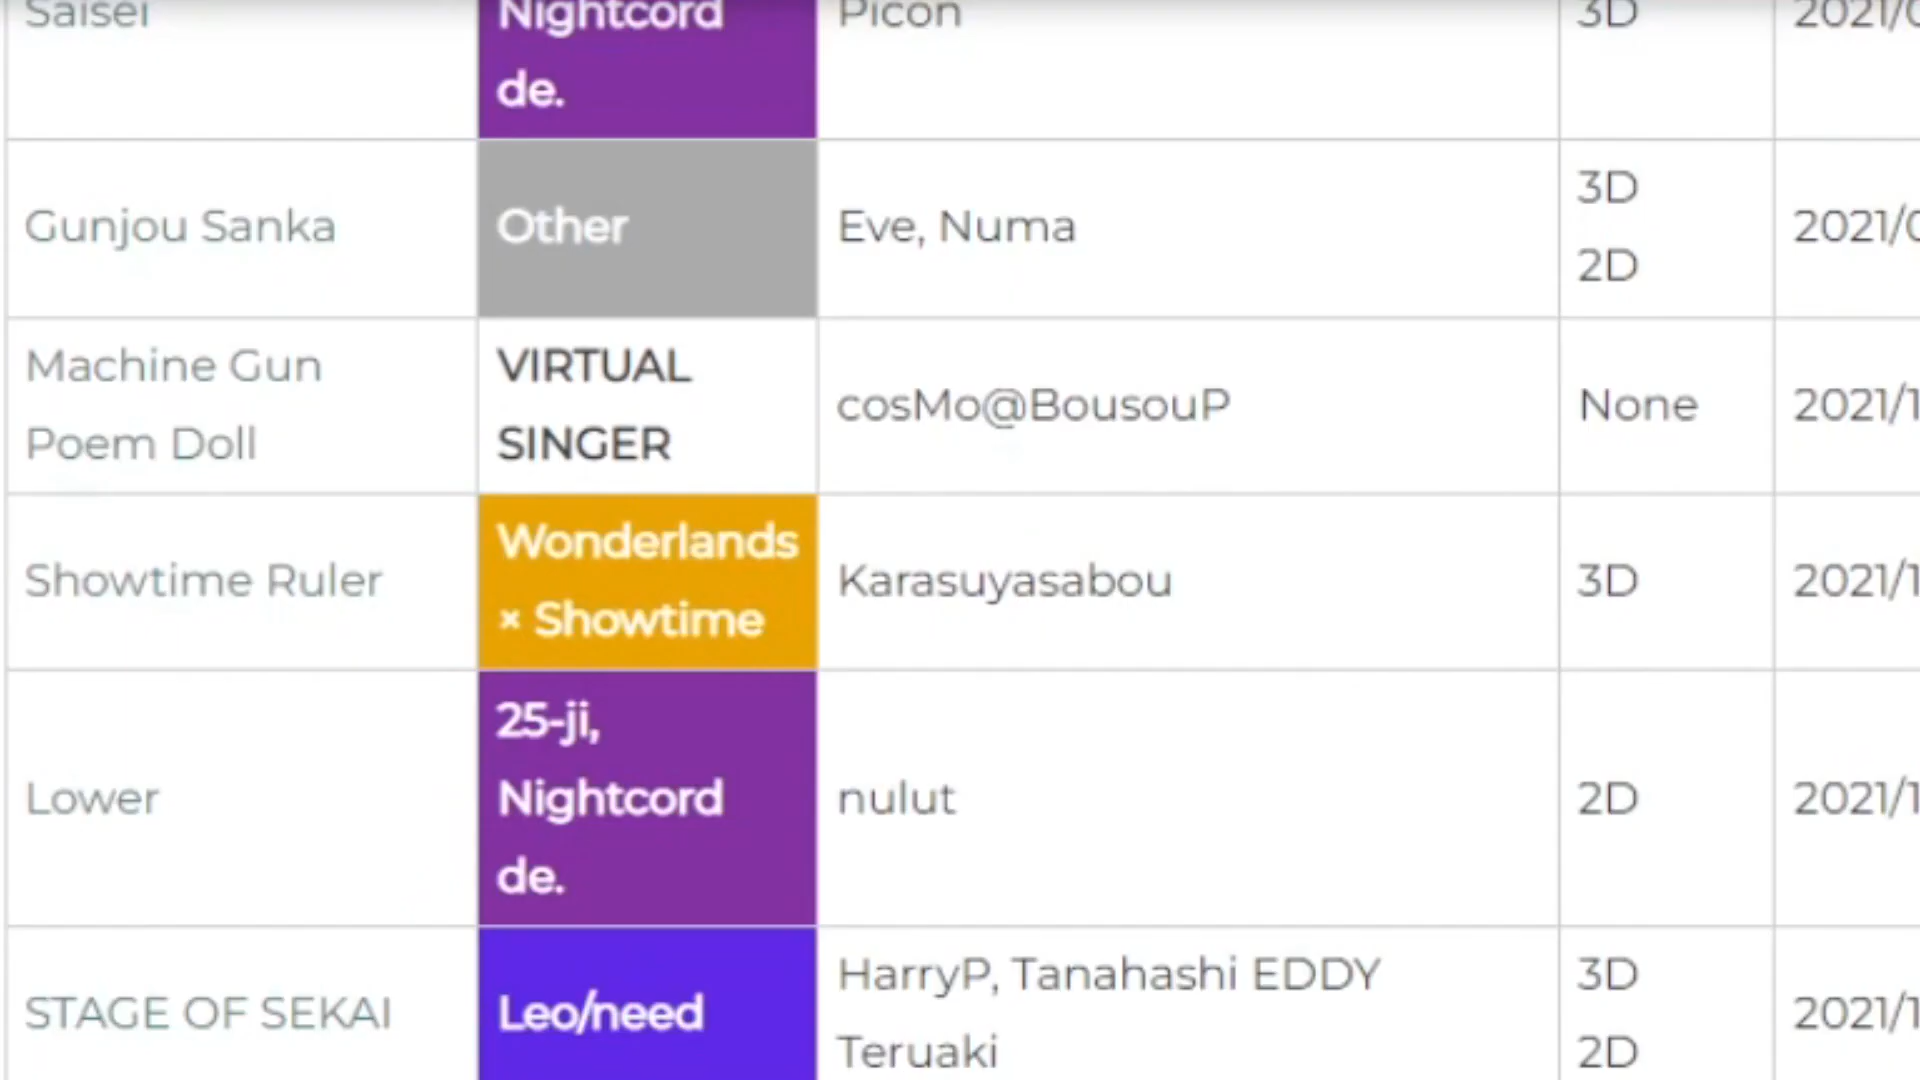 Saisei
Nightcord
de.
Picon
3D
2021/0
Gunjou Sanka
Other
Eve, Numa
3D
2D
2021/0
Machine Gun
Poem Doll
VIRTUAL
SINGER
cosMo@BousouP
None
2021/1
Showtime Ruler
Wonderlands
× Showtime
Karasuyasabou
3D
2021/1
Lower
25-ji,
Nightcord
de.
nulut
2D
2021/1
STAGE OF SEKAI
Leo/need
HarryP, Tanahashi EDDY
Teruaki
3D
2D
2021/1